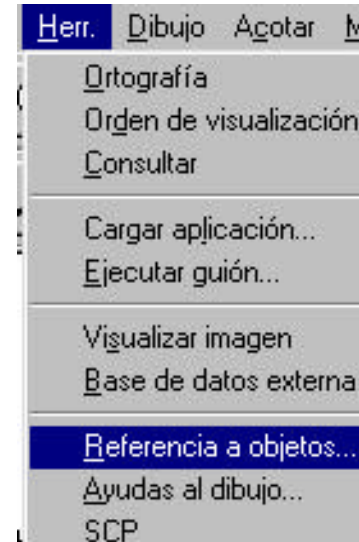 Herr. Dibujo Acotar M
Ortografía
Orden de visualización
Consultar
Cargar aplicación...
Ejecutar guión...
Visualizar imagen
Base de datos externa
Referencia a objetos...
Ayudas al dibujo...
SCP